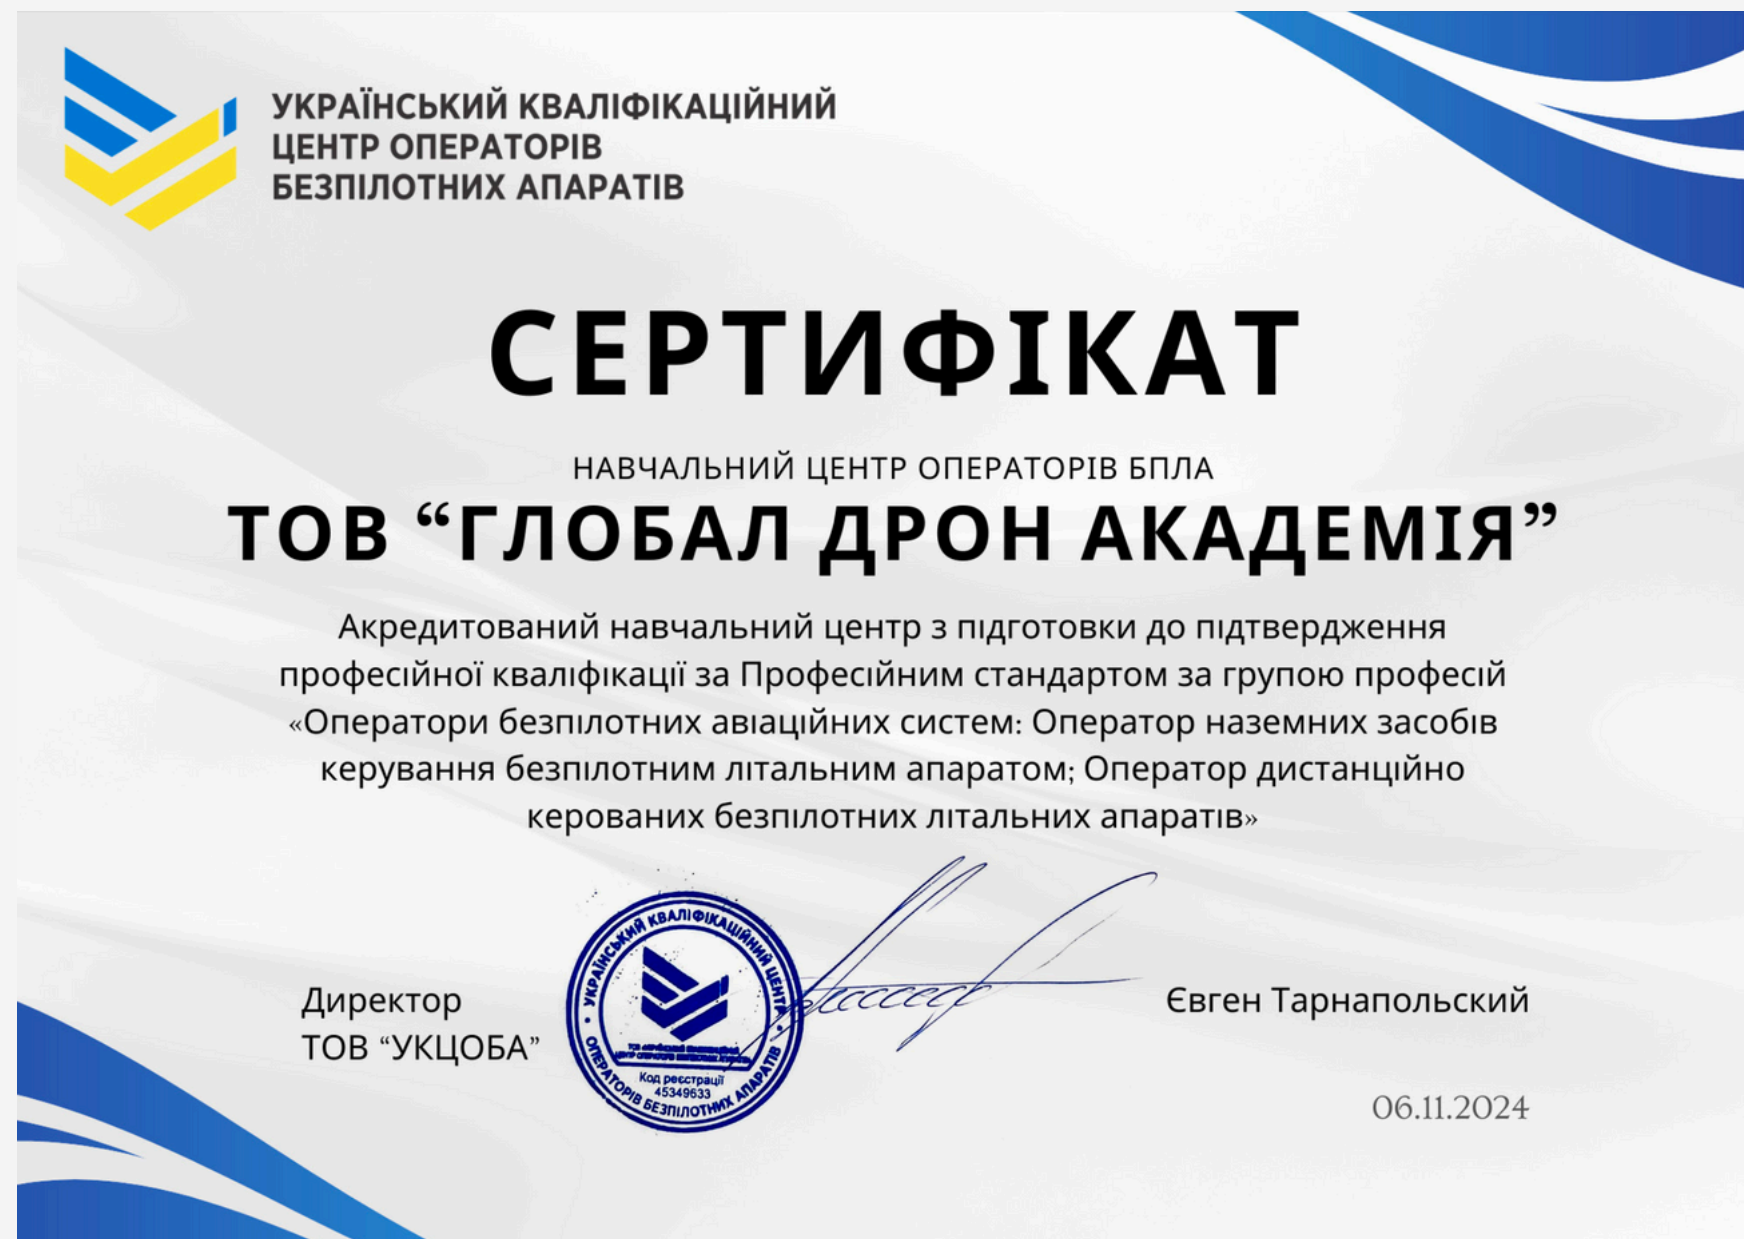 УКРАЇНСЬКИЙ КВАЛІФІКАЦІЙНИЙ
ЦЕНТР ОПЕРАТОРІВ
БЕЗПІЛОТНИХ АПАРАТІВ
СЕРТИФІКАТ
НАВЧАЛЬНИЙ ЦЕНТР ОПЕРАТОРІВ БПЛА
ТОВ “ГЛОБАЛ ДРОН АКАДЕМІЯ”
Акредитований навчальний центр з підготовки до підтвердження
професійної кваліфікації за Професійним стандартом за групою професій
«Оператори безпілотних авіаційних систем: Оператор наземних засобів
керування безпілотним літальним апаратом; Оператор дистанційно
керованих безпілотних літальних апаратів»
Директор
ТОВ “УКЦОБА”
УКРАЇНСЬКИЙ КВАЛІФІКАЦІЙНИЙ ЦЕНТР
ОПЕРАТОРІВ БЕЗПІЛОТНИХ АПАРАТІВ
Код реєстрації
45349633
Євген Тарнапольский
06.11.2024